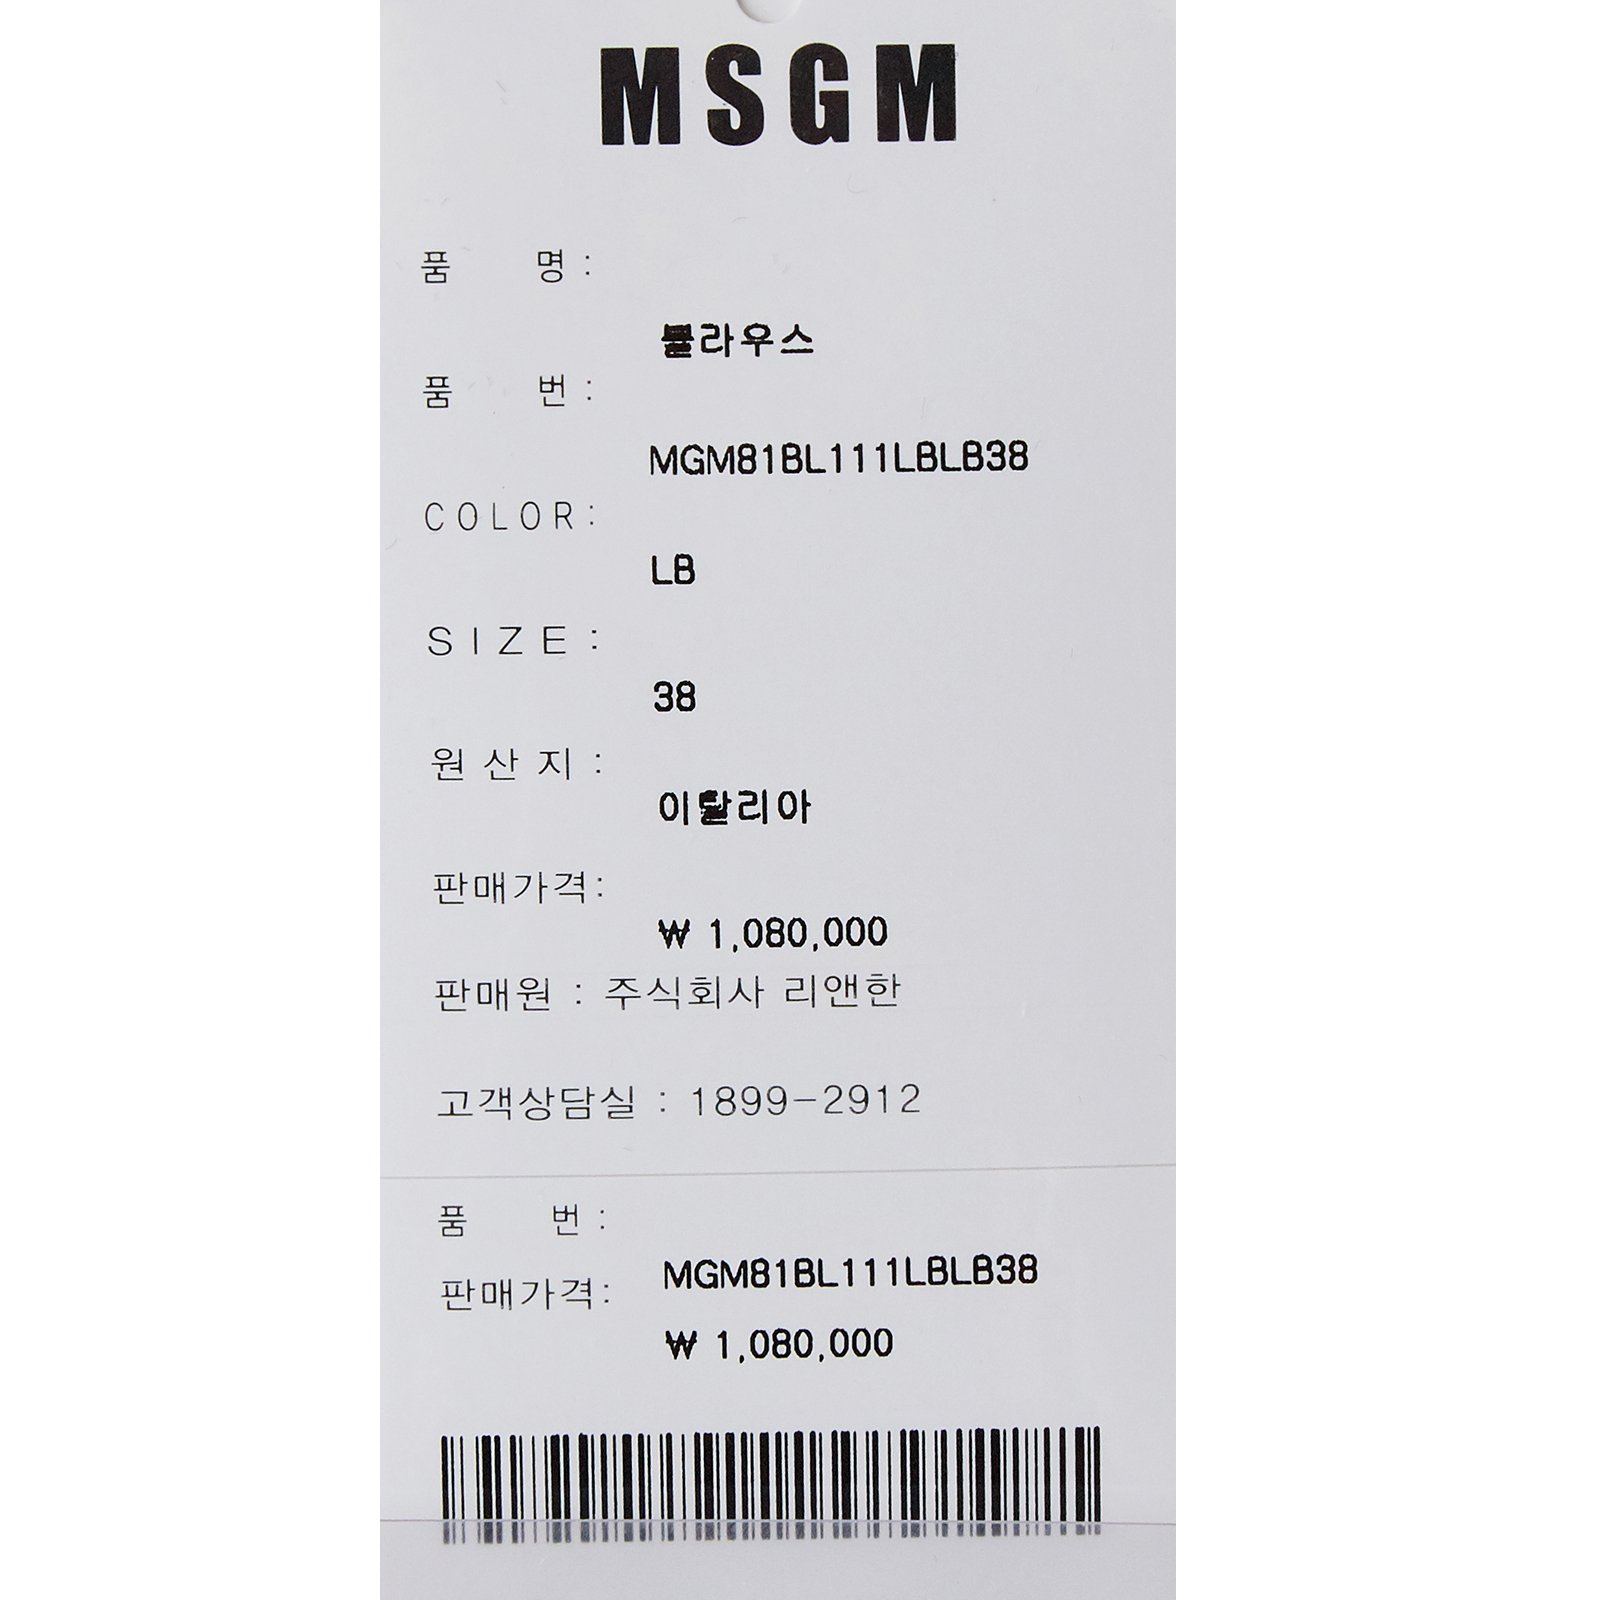 MSGM
품 명 :
블라우스
품 번 :
MGM81BL111LBLB38
COLOR:
LB
SIZE :
38
원산지 :
이탈리아
판매가격:
₩ 1,080,000
판매원 : 주식회사 리앤한
고객상담실 : 1899-2912
품 번 :
MGM81BL111LBLB38
판매가격:
₩ 1,080,000